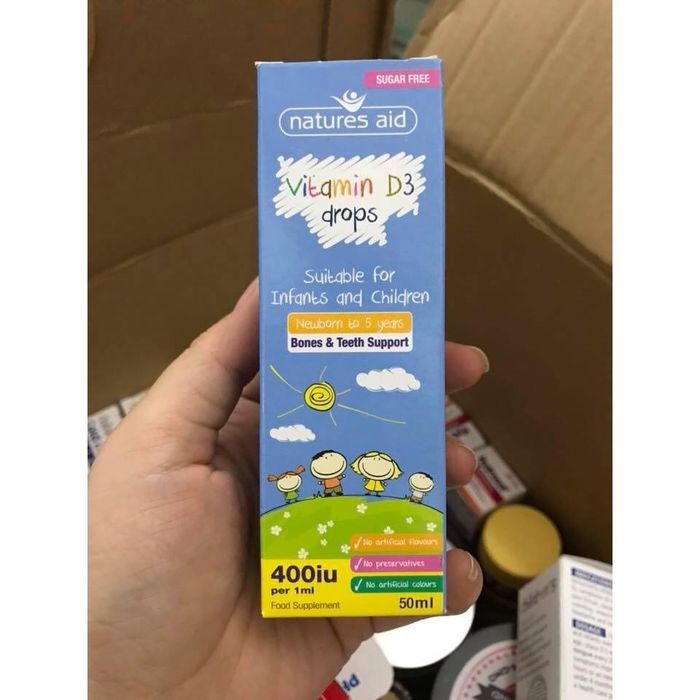 SUGAR FREE
natures aid
Vitamin D3
drops
Suitable for
Infants and Children
Newborn to 5 years
Bones & Teeth Support
No artificial flavours
No preservatives
No artificial colours
400iu
per 1ml
Food Supplement
50ml
DOSAGE